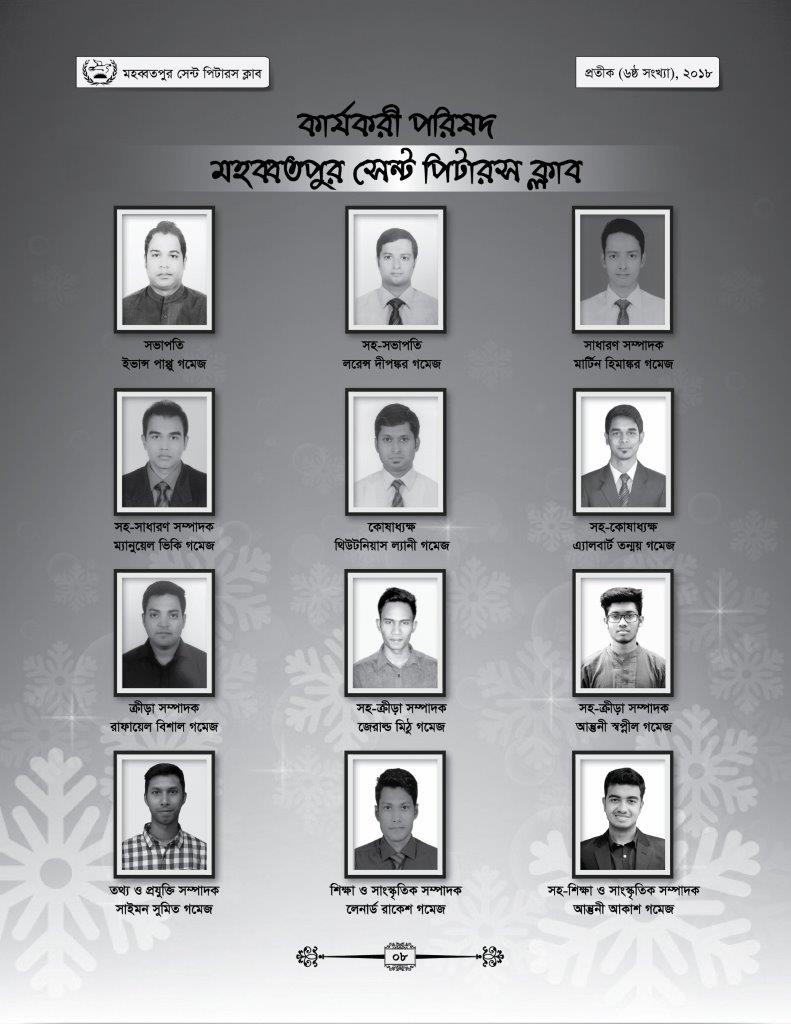 মহব্বতপুর সেন্ট পিটারস ক্লাব
প্রতীক (৬ষ্ঠ সংখ্যা), ২০১৮
কার্যকরী পরিষদ
মহব্বতপুর সেন্ট পিটারস ক্লাব
সভাপতি
ইভান্স পাপ্পু গমেজ
সহ-সভাপতি
লরেন্স দীপঙ্কর গমেজ
সাধারণ সম্পাদক
মার্টিন হিমাঙ্কর গমেজ
সহ-সাধারণ সম্পাদক
ম্যানুয়েল ভিকি গমেজ
কোষাধ্যক্ষ
থিউটনিয়াস ল্যানী গমেজ
সহ-কোষাধ্যক্ষ
এ্যালবার্ট তন্ময় গমেজ
ক্রীড়া সম্পাদক
রাফায়েল বিশাল গমেজ
সহ-ক্রীড়া সম্পাদক
জেরাল্ড মিঠু গমেজ
সহ-ক্রীড়া সম্পাদক
আন্তুনী স্বপ্নীল গমেজ
তথ্য ও প্রযুক্তি সম্পাদক
সাইমন সুমিত গমেজ
শিক্ষা ও সাংস্কৃতিক সম্পাদক
লেনার্ড রাকেশ গমেজ
সহ-শিক্ষা ও সাংস্কৃতিক সম্পাদক
আন্তুনী আকাশ গমেজ
০৮